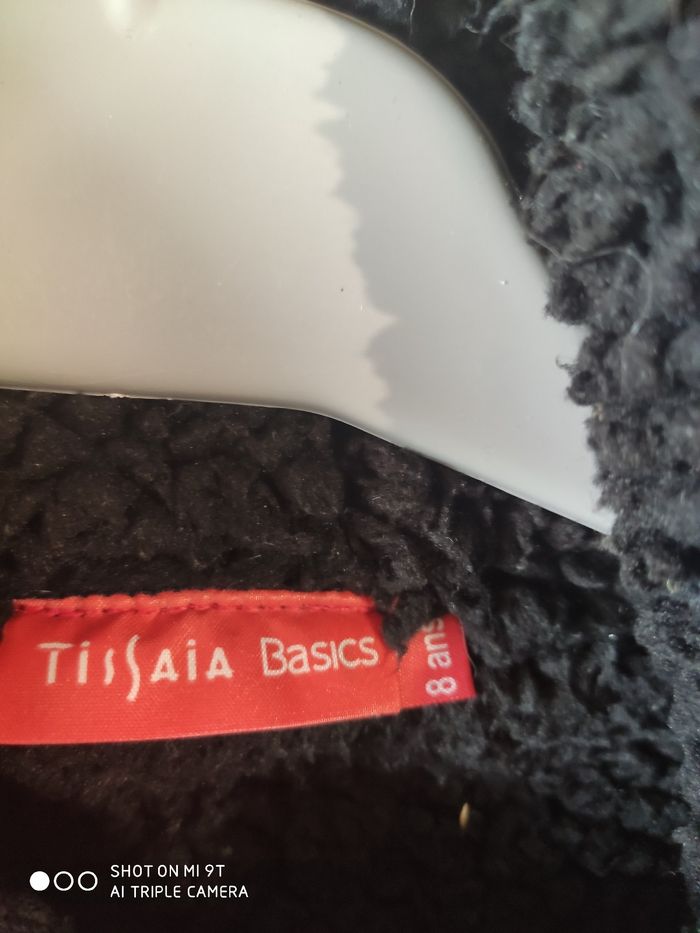 TissAiA Basics
8 ans
SHOT ON MI 9T
AI TRIPLE CAMERA